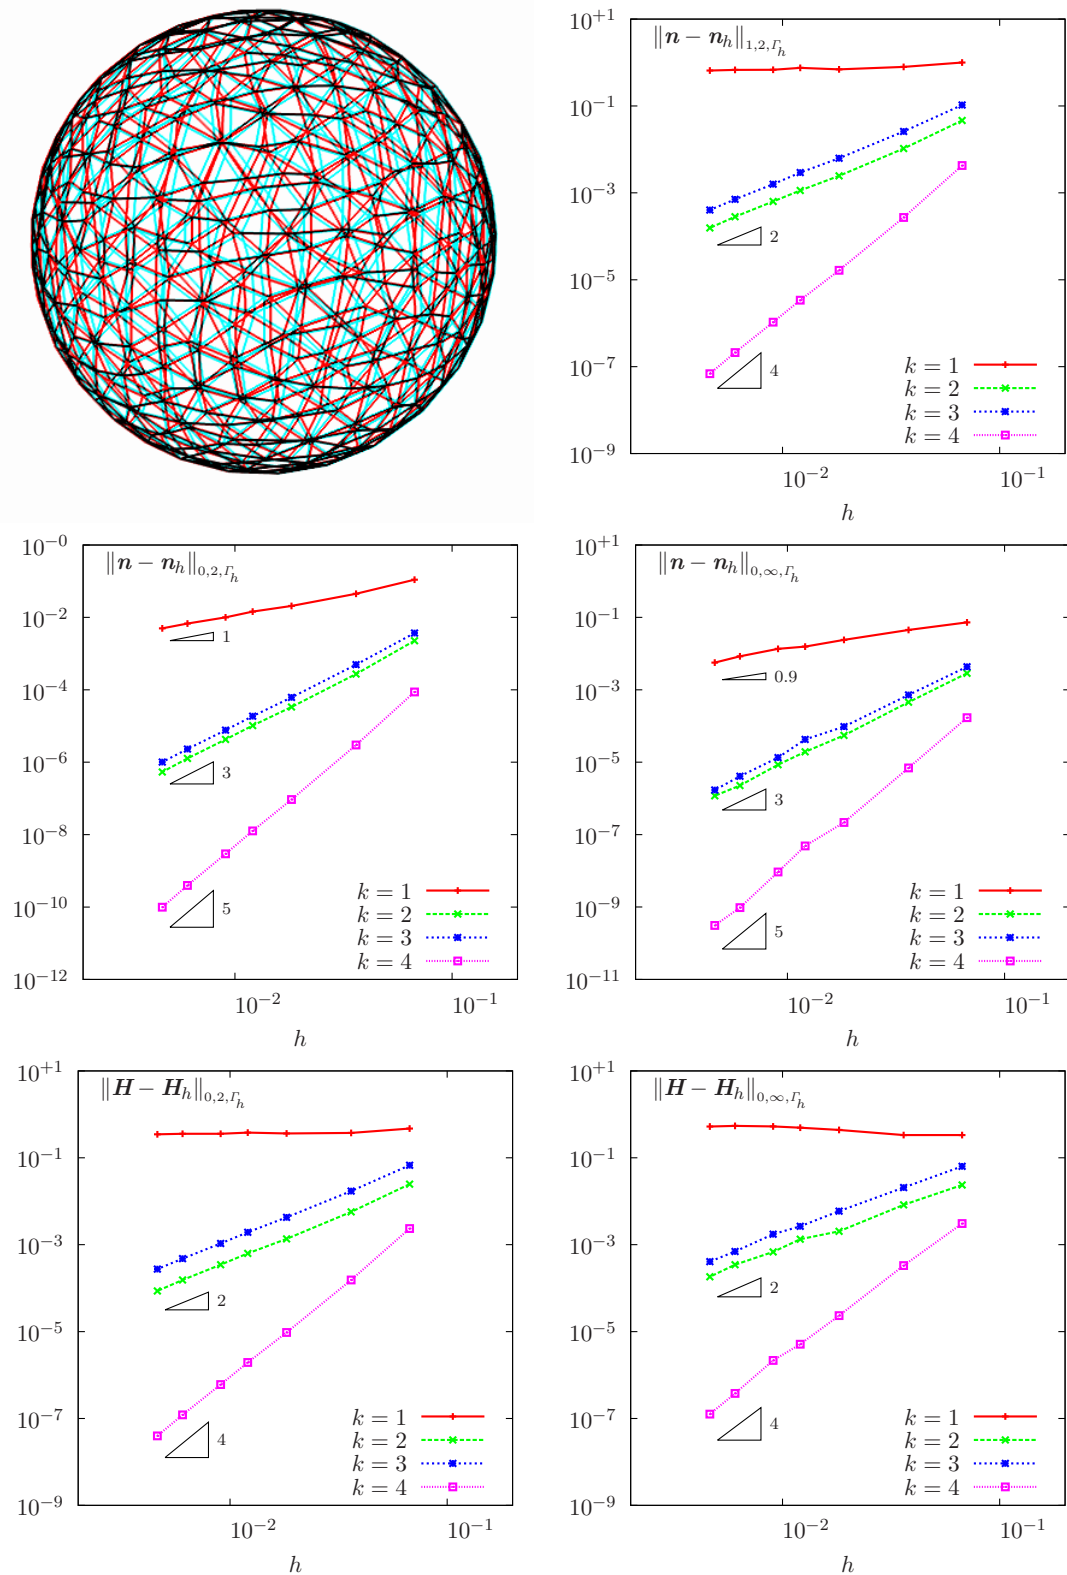 10^{+1}
‖n − n_h‖_{1,2,Γ_h}
10^{−1}
10^{−3}
2
10^{−5}
10^{−7}
4
k = 1
k = 2
k = 3
k = 4
10^{−9}
10^{−2}
10^{−1}
h
10^{−0}
‖n − n_h‖_{0,2,Γ_h}
10^{−2}
1
10^{−4}
10^{−6}
3
10^{−8}
5
10^{−10}
k = 1
k = 2
k = 3
k = 4
10^{−12}
10^{−2}
10^{−1}
h
10^{+1}
‖n − n_h‖_{0,∞,Γ_h}
10^{−1}
0.9
10^{−3}
10^{−5}
3
10^{−7}
10^{−9}
5
k = 1
k = 2
k = 3
k = 4
10^{−11}
10^{−2}
10^{−1}
h
10^{+1}
‖H − H_h‖_{0,2,Γ_h}
10^{−1}
10^{−3}
2
10^{−5}
10^{−7}
4
k = 1
k = 2
k = 3
k = 4
10^{−9}
10^{−2}
10^{−1}
h
10^{+1}
‖H − H_h‖_{0,∞,Γ_h}
10^{−1}
10^{−3}
2
10^{−5}
10^{−7}
4
k = 1
k = 2
k = 3
k = 4
10^{−9}
10^{−2}
10^{−1}
h